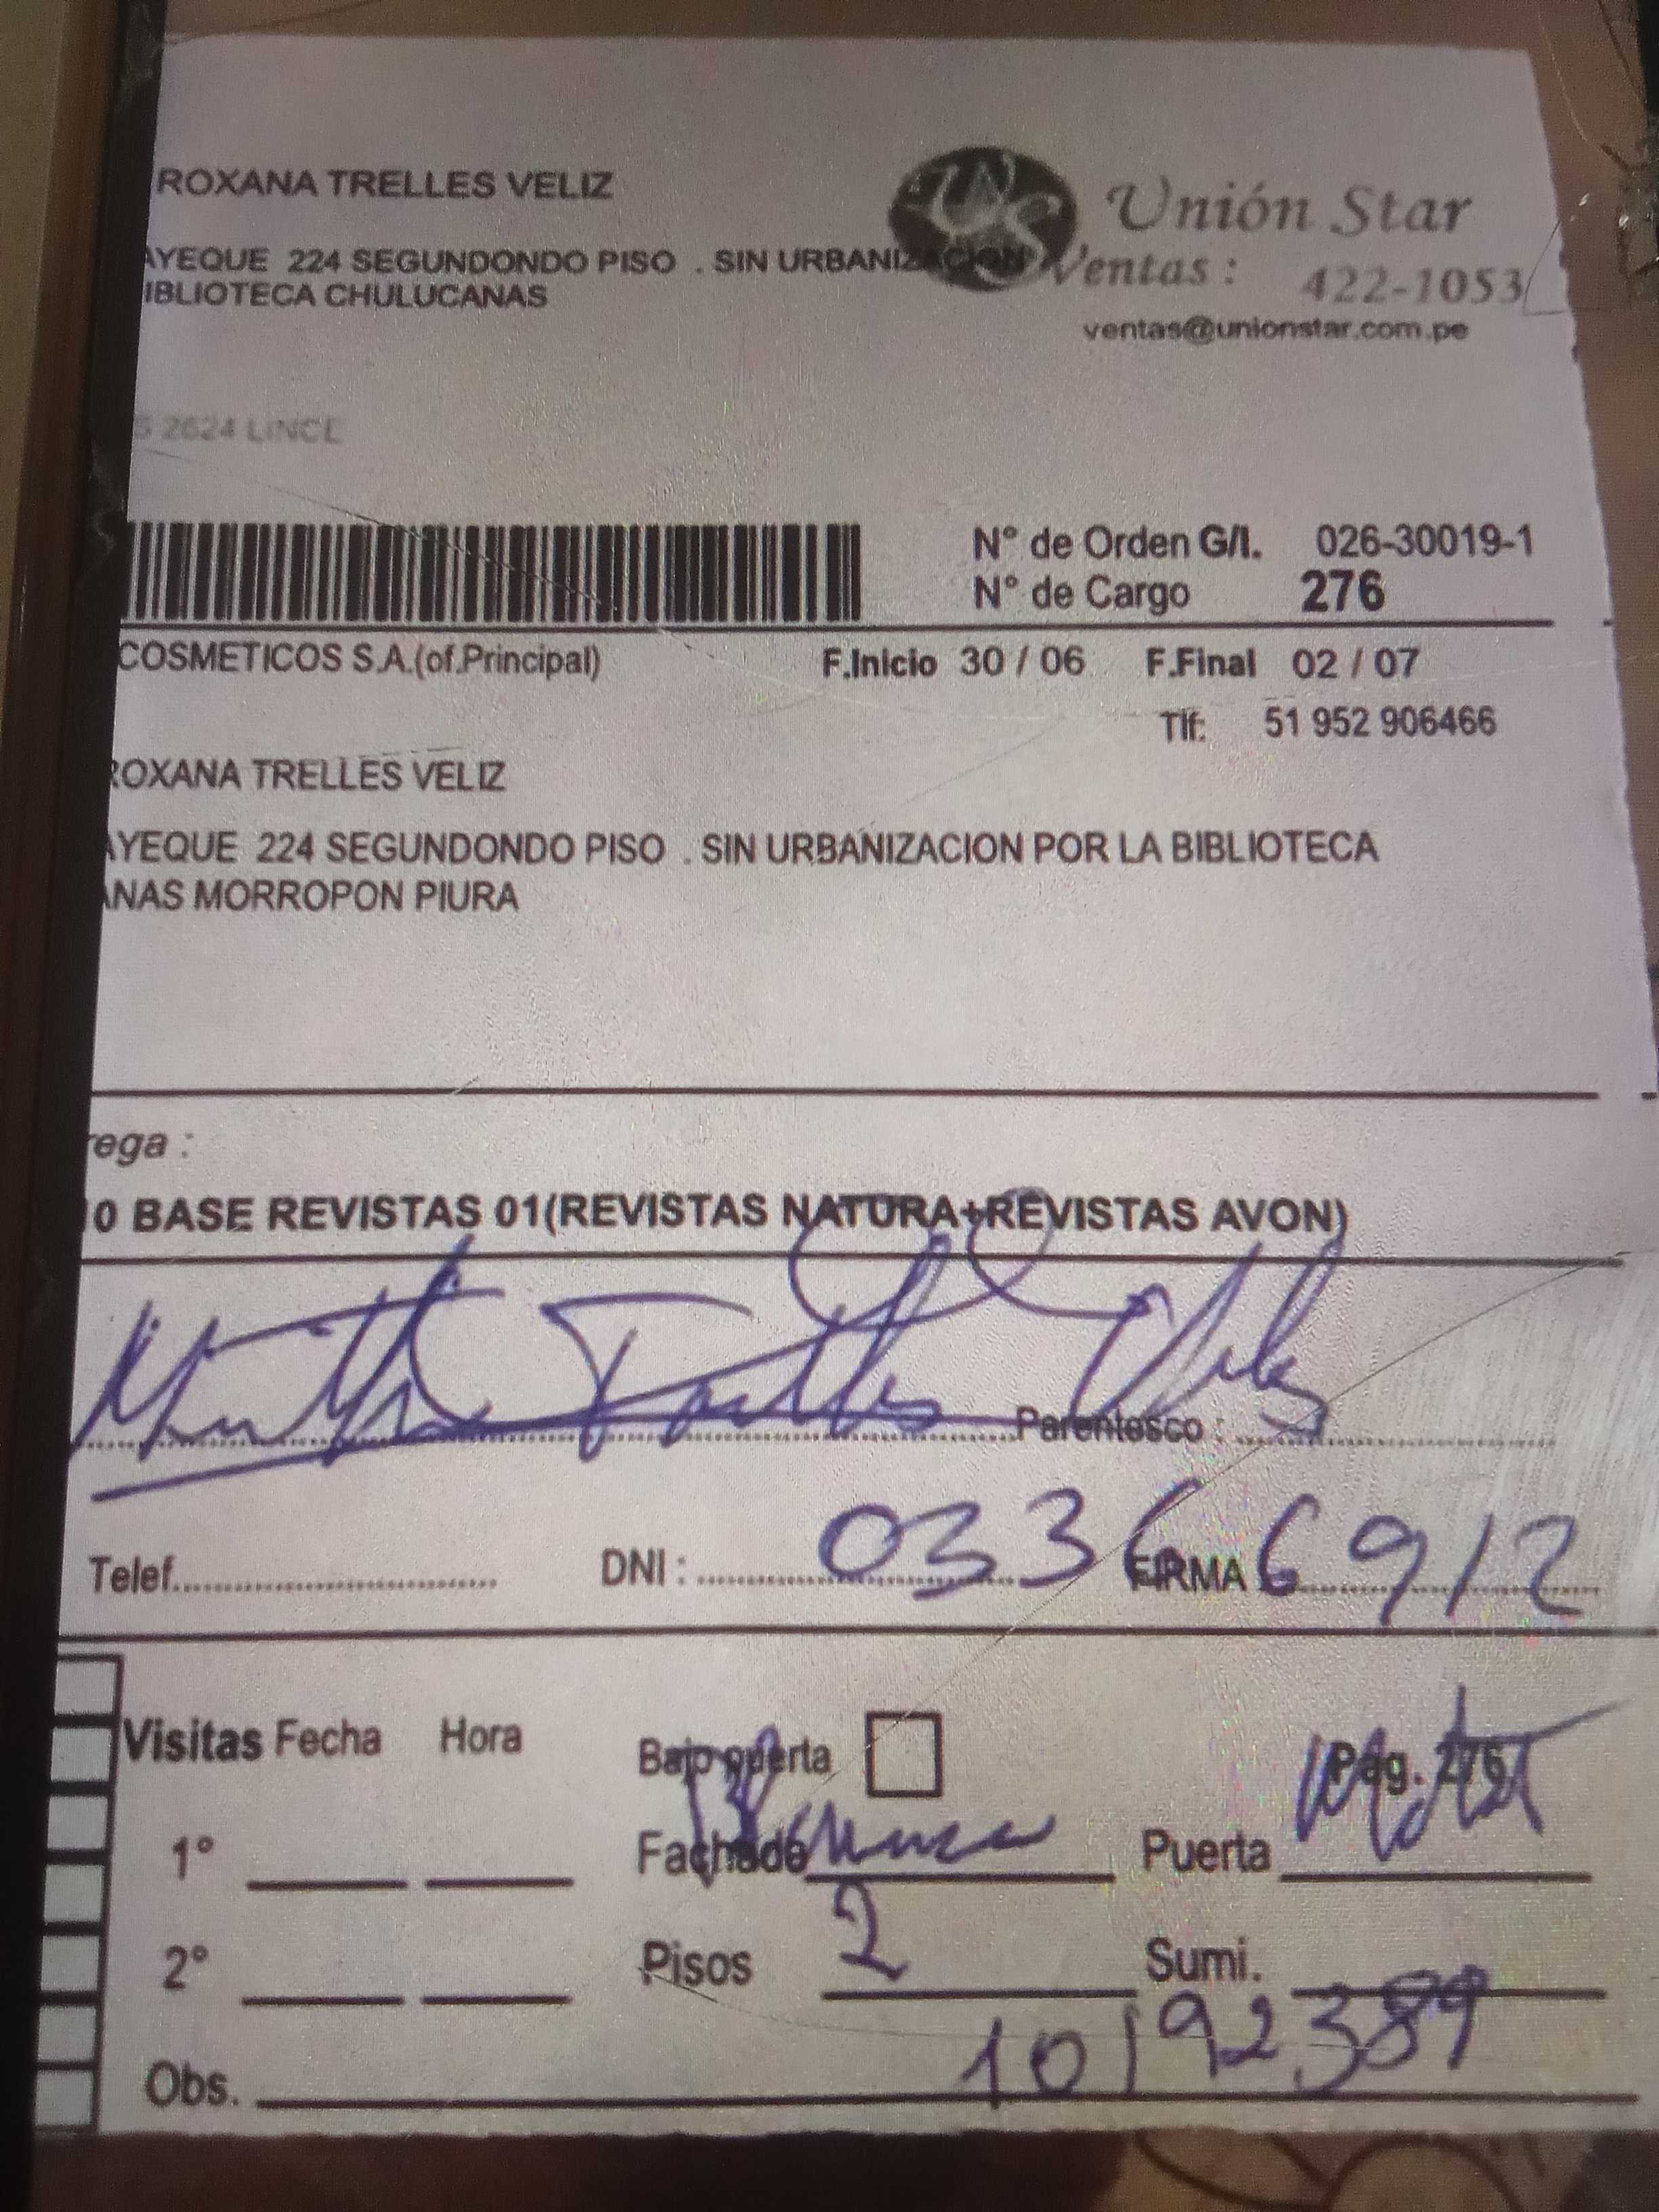 ROXANA TRELLES VELIZ
Unión Star
AYEQUE 224 SEGUNDONDO PISO . SIN URBANIZACION
Ventas : 422-1053
IBLIOTECA CHULUCANAS
ventas@unionstar.com.pe
S 2624 LINCE
N° de Orden G/I. 026-30019-1
N° de Cargo 276
COSMETICOS S.A.(of.Principal) F.Inicio 30 / 06 F.Final 02 / 07
Tlf: 51 952 906466
ROXANA TRELLES VELIZ
AYEQUE 224 SEGUNDONDO PISO . SIN URBANIZACION POR LA BIBLIOTECA
ANAS MORROPON PIURA
rega :
0 BASE REVISTAS 01(REVISTAS NATURA+REVISTAS AVON)
Parentesco :
Telef. DNI : 03366912 FIRMA
Visitas Fecha Hora Bajo puerta Pag. 276
1° Fachada Puerta
2° Pisos 2 Sumi.
10192389
Obs.